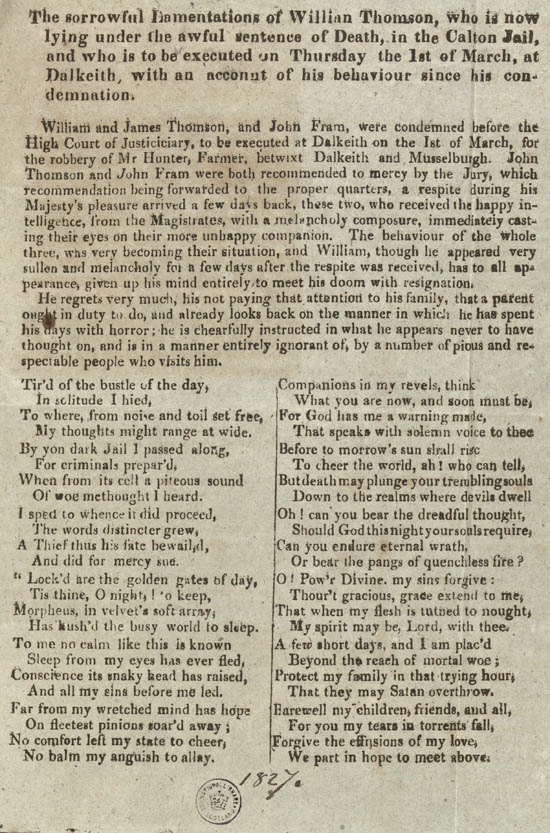 The sorrowful Lamentations of Willian Thomson, who is now
lying under the awful sentence of Death, in the Calton Jail,
and who is to be executed on Thursday the 1st of March, at
Dalkeith, with an acconut of his behaviour since his con-
demnation.
William and James Thomson, and John Fram, were condemned before the
High Court of Justiciciary, to be executed at Dalkeith on the 1st of March, for
the robbery of Mr Hunter, Farmer, betwixt Dalkeith and Musselburgh. John
Thomson and John Fram were both recommended to mercy by the Jury, which
recommendation being forwarded to the proper quarters, a respite during his
Majesty's pleasure arrived a few days back, these two, who received the happy in-
telligence, from the Magistrates, with a melancholy composure, immediately cast-
ing their eyes on their more unhappy companion. The behaviour of the whole
three, was very becoming their situation, and William, though he appeared very
sullen and melancholy for a few days after the respite was received, has to all ap-
pearance, given up his mind entirely to meet his doom with resignation.
He regrets very much, his not paying that attention to his family, that a parent
ought in duty to do, and already looks back on the manner in which he has spent
his days with horror; he is chearfully instructed in what he appears never to have
thought on, and is in a manner entirely ignorant of, by a number of pious and re-
spectable people who visits him.
Tir'd of the bustle of the day,
In solitude I hied,
To where, from noise and toil set free,
My thoughts might range at wide.
By yon dark Jail I passed along,
For criminals prepar'd,
When from its cell a piteous sound
Of woe methought I heard.
I sped to whence it did proceed,
The words distincter grew,
A Thief thus his fate bewail,d,
And did for mercy sue.
" Lock'd are the golden gates of day,
Tis thine, O night, ! 'o keep,
Morpheus, in velvet's soft array;
Has hush'd the busy world to sleep.
To me no calm like this is known
Sleep from my eyes has ever fled,
Conscience its snaky head has raised,
And all my sins before me led.
Far from my wretched mind has hope
On fleetest pinions soar'd away;
No comfort left my state to cheer,
No balm my anguish to allay.
Companions in my revels, think
What you are now, and soon must be,
For God has me a warning made,
That speaks with solemn voice to thee
Before to morrow's sun shall rise
To cheer the world, ah! who can tell,
But death may plunge your trembling souls
Down to the realms where devils dwell
Oh! can you bear the dreadful thought,
Should God this night your souls require;
Can you endure eternal wrath,
Or bear the pangs of quenchless fire?
O! Pow'r Divine. my sins forgive:
Thour't gracious, grace extend to me;
That when my flesh is tutned to nought,
My spirit may be, Lord, with thee.
A few short days, and I am plac'd
Beyond the reach of mortal woe;
Protect my family in that trying hour;
That they may Satan overthrow.
Farewell my children, friends, and all,
For you my tears in torrents fall,
Forgive the effnsions of my love,
We part in hope to meet above.
1827.